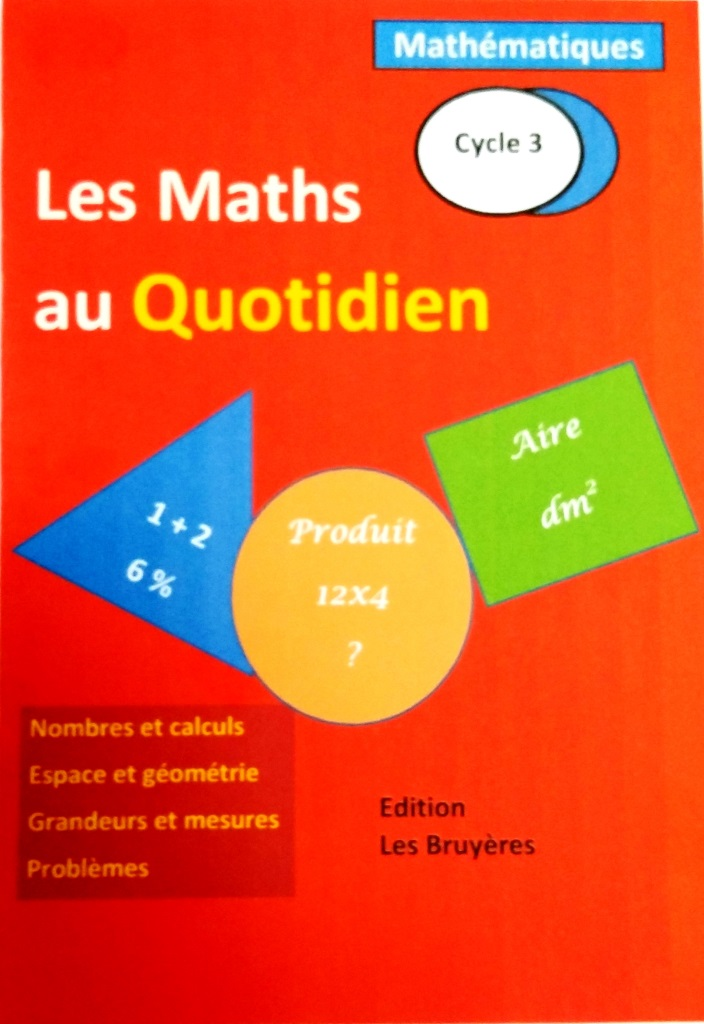 Mathématiques
Cycle 3
Les Maths
au Quotidien
1 + 2
6 %
Produit
12x4
?
Aire
dm²
Nombres et calculs
Espace et géométrie
Grandeurs et mesures
Problèmes
Edition
Les Bruyères